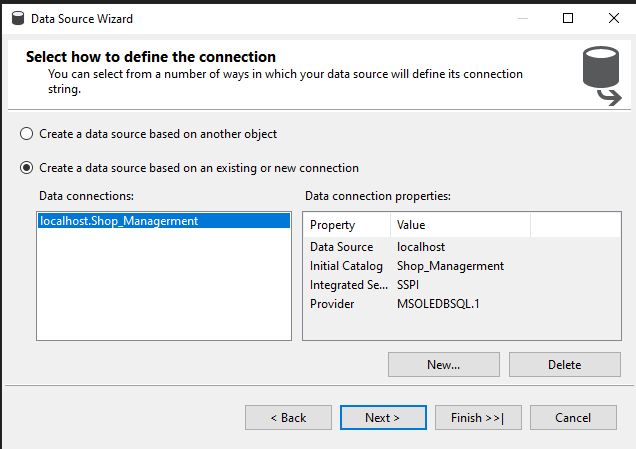 Data Source Wizard
Select how to define the connection
You can select from a number of ways in which your data source will define its connection
string.
Create a data source based on another object
Create a data source based on an existing or new connection
Data connections:
Data connection properties:
localhost.Shop_Managerment
Property Value
Data Source localhost
Initial Catalog Shop_Managerment
Integrated Se... SSPI
Provider MSOLEDBSQL.1
New... Delete
< Back Next > Finish >>| Cancel